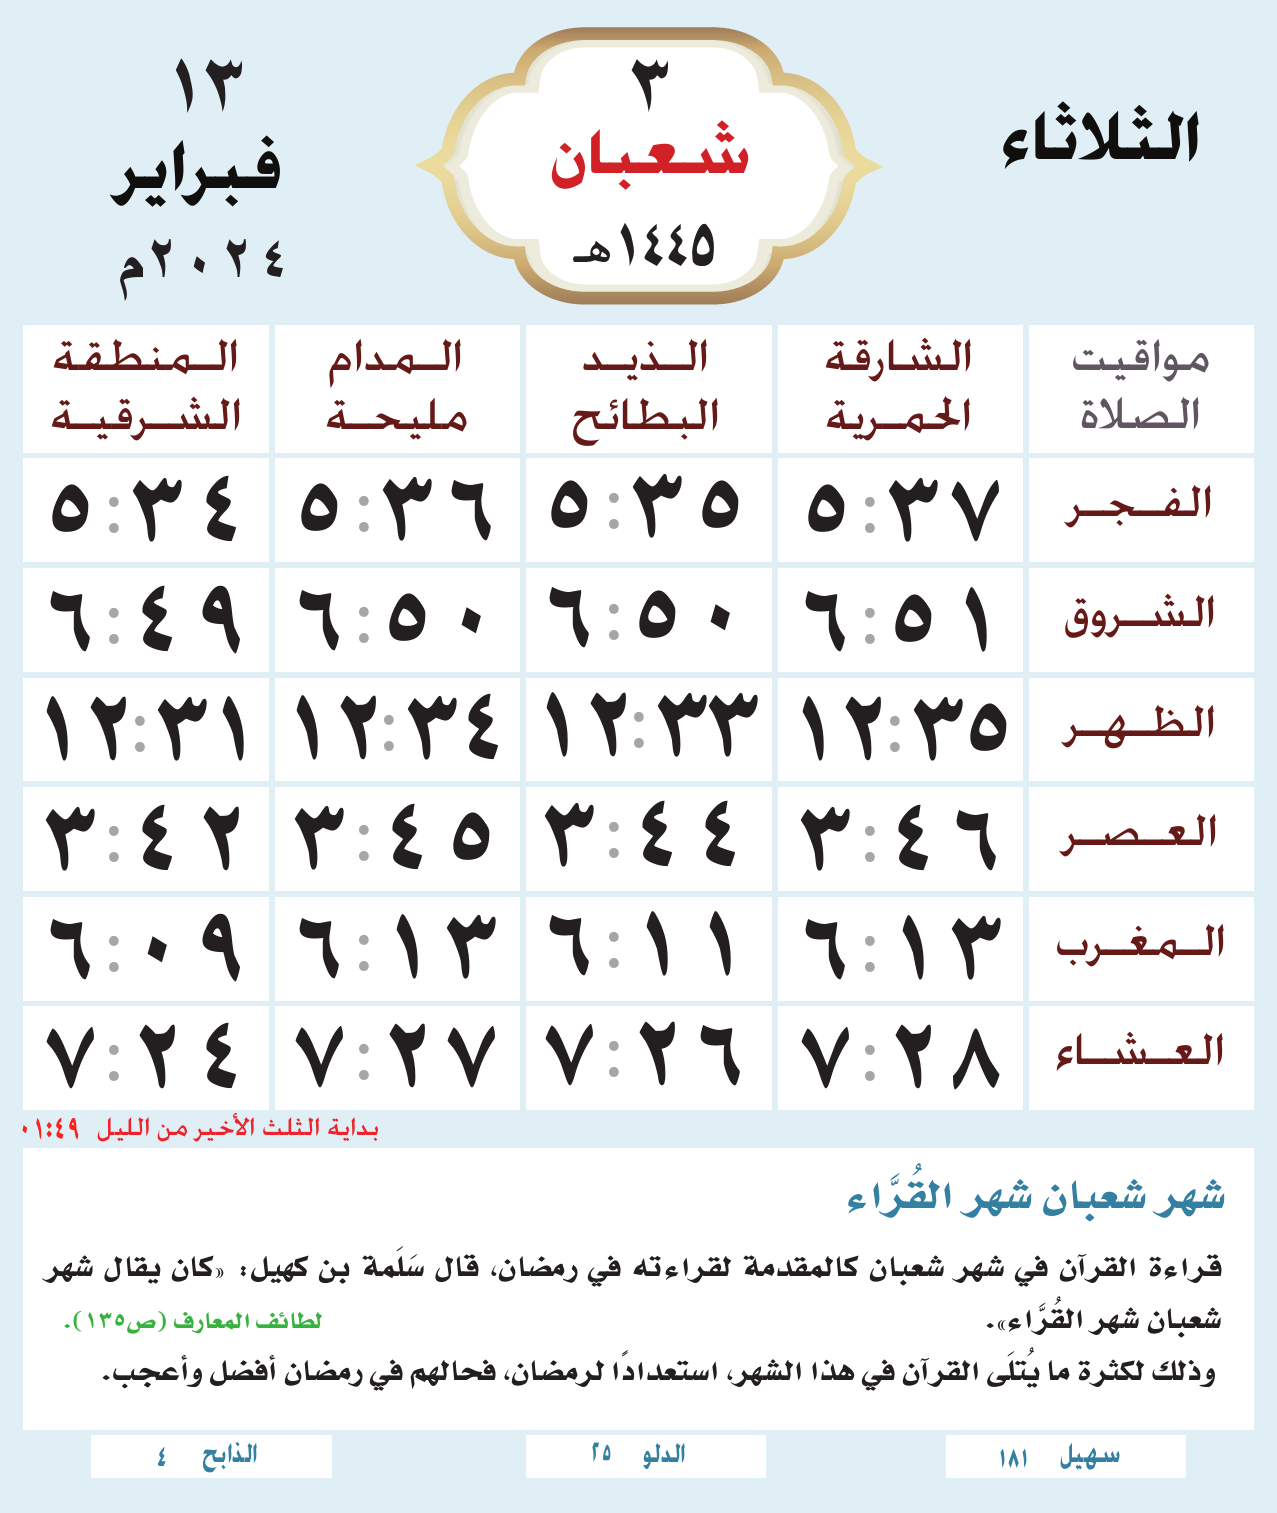 الثلاثاء
٣
شعبان
١٤٤٥هـ
١٣
فبراير
٢٠٢٤م
مواقيت الصلاة | الشارقة الحمرية | الذيد البطائح | المدام مليحة | المنطقة الشرقية
الفجر ٥:٣٧ ٥:٣٥ ٥:٣٦ ٥:٣٤
الشروق ٦:٥١ ٦:٥٠ ٦:٥٠ ٦:٤٩
الظهر ١٢:٣٥ ١٢:٣٣ ١٢:٣٤ ١٢:٣١
العصر ٣:٤٦ ٣:٤٤ ٣:٤٥ ٣:٤٢
المغرب ٦:١٣ ٦:١١ ٦:١٣ ٦:٠٩
العشاء ٧:٢٨ ٧:٢٦ ٧:٢٧ ٧:٢٤
بداية الثلث الأخير من الليل ٠١:٤٩
شهر شعبان شهر القُرَّاء
قراءة القرآن في شهر شعبان كالمقدمة لقراءته في رمضان، قال سَلَمة بن كهيل: «كان يقال شهر
شعبان شهر القُرَّاء». لطائف المعارف (ص١٣٥).
وذلك لكثرة ما يُتلَى القرآن في هذا الشهر، استعدادًا لرمضان، فحالهم في رمضان أفضل وأعجب.
سهيل ١٨١
الدلو ٢٥
الذابح ٤